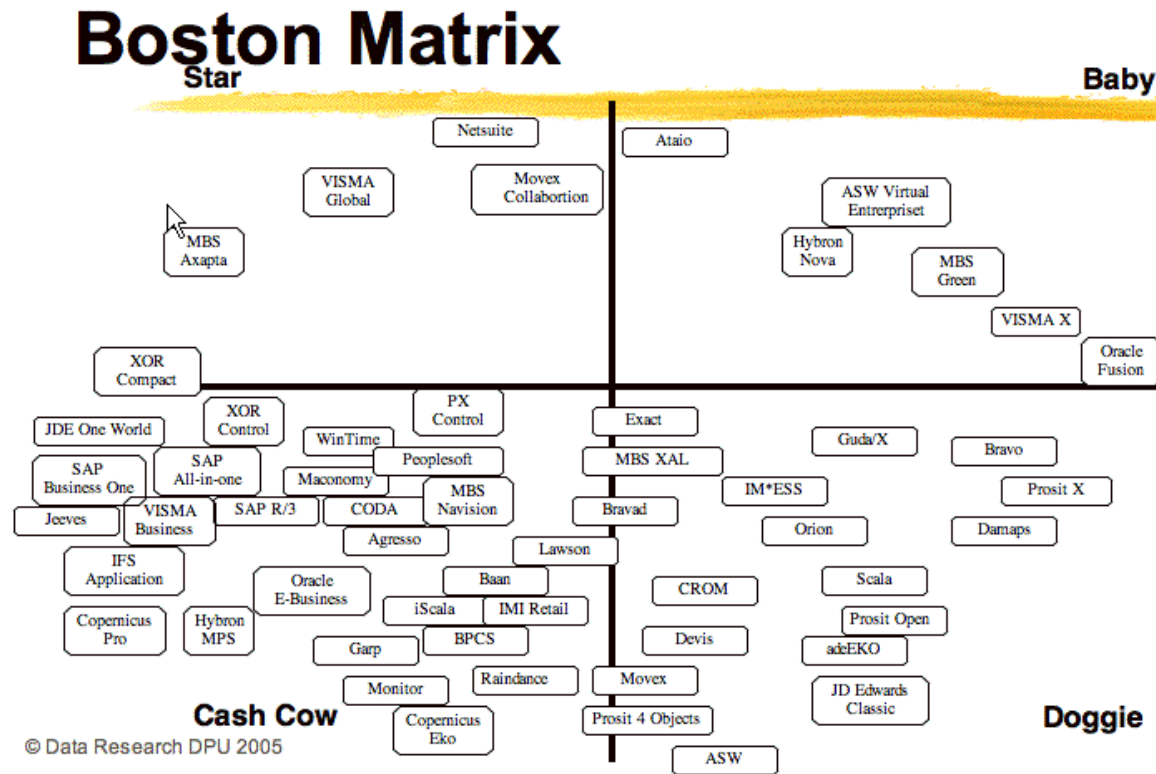 Boston Matrix
Star
Baby
Netsuite
Ataio
VISMA
Global
Movex
Collabortion
ASW Virtual
Entrerpriset
MBS
Axapta
Hybron
Nova
MBS
Green
VISMA X
XOR
Compact
Oracle
Fusion
PX
Control
JDE One World
XOR
Control
WinTime
Exact
Guda/X
Bravo
SAP
Business One
SAP
All-in-one
Maconomy
Peoplesoft
MBS XAL
IM*ESS
Prosit X
Jeeves
VISMA
Business
SAP R/3
CODA
MBS
Navision
Bravad
Orion
Damaps
Agresso
Lawson
IFS
Application
Oracle
E-Business
Baan
CROM
Scala
Copernicus
Pro
Hybron
MPS
iScala
IMI Retail
Prosit Open
Garp
BPCS
Devis
adeEKO
Monitor
Raindance
Movex
JD Edwards
Classic
Cash Cow
Copernicus
Eko
Prosit 4 Objects
Doggie
© Data Research DPU 2005
ASW